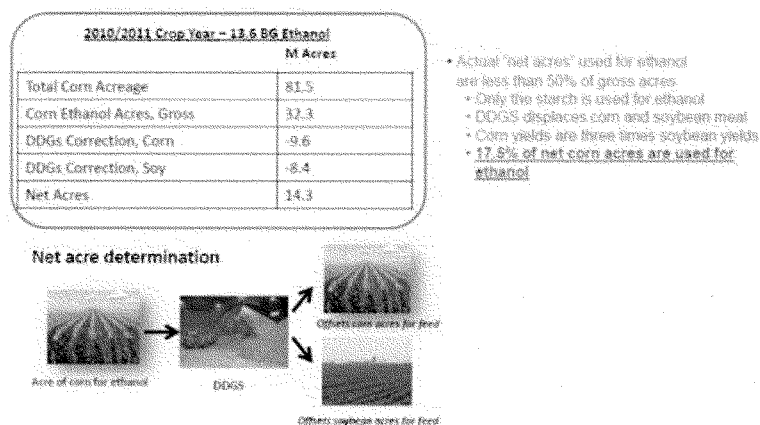 2010/2011 Crop Year – 13.6 BG Ethanol
M Acres
Total Corn Acreage 81.5
Corn Ethanol Acres, Gross 32.3
DDGs Correction, Corn -9.6
DDGs Correction, Soy -8.4
Net Acres 14.3
• Actual "net acres" used for ethanol
are less than 50% of gross acres
• Only the starch is used for ethanol
• DDGS displaces corn and soybean meal
• Corn yields are three times soybean yields
• 17.5% of net corn acres are used for
ethanol
Net acre determination
Acre of corn for ethanol
DDGS
Offsets corn acres for feed
Offsets soybean acres for feed